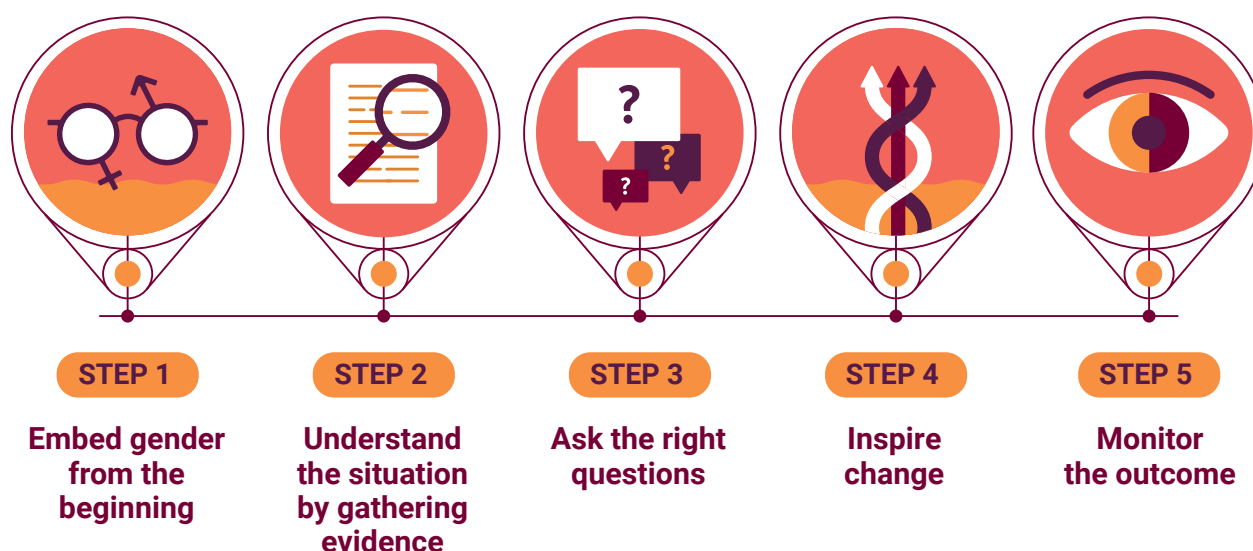 ?
?
?
STEP 1
Embed gender
from the
beginning
STEP 2
Understand
the situation
by gathering
evidence
STEP 3
Ask the right
questions
STEP 4
Inspire
change
STEP 5
Monitor
the outcome